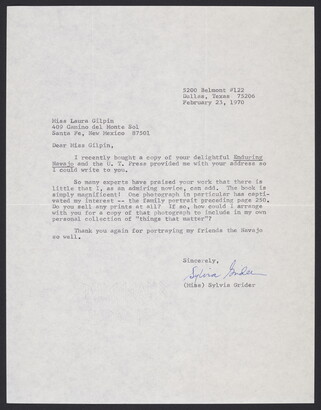 5200 Belmont #122
Dallas, Texas 75206
February 23, 1970
Miss Laura Gilpin
409 Camino del Monte Sol
Santa Fe, New Mexico 87501
Dear Miss Gilpin,
I recently bought a copy of your delightful Enduring
Navajo and the U. T. Press provided me with your address so
I could write to you.
So many experts have praised your work that there is
little that I, as an admiring novice, can add. The book is
simply magnificent! One photograph in particular has capti-
vated my interest -- the family portrait preceding page 250.
Do you sell any prints at all? If so, how could I arrange
with you for a copy of that photograph to include in my own
personal collection of "things that matter"?
Thank you again for portraying my friends the Navajo
so well.
Sincerely,
Sylvia Grider
(Miss) Sylvia Grider